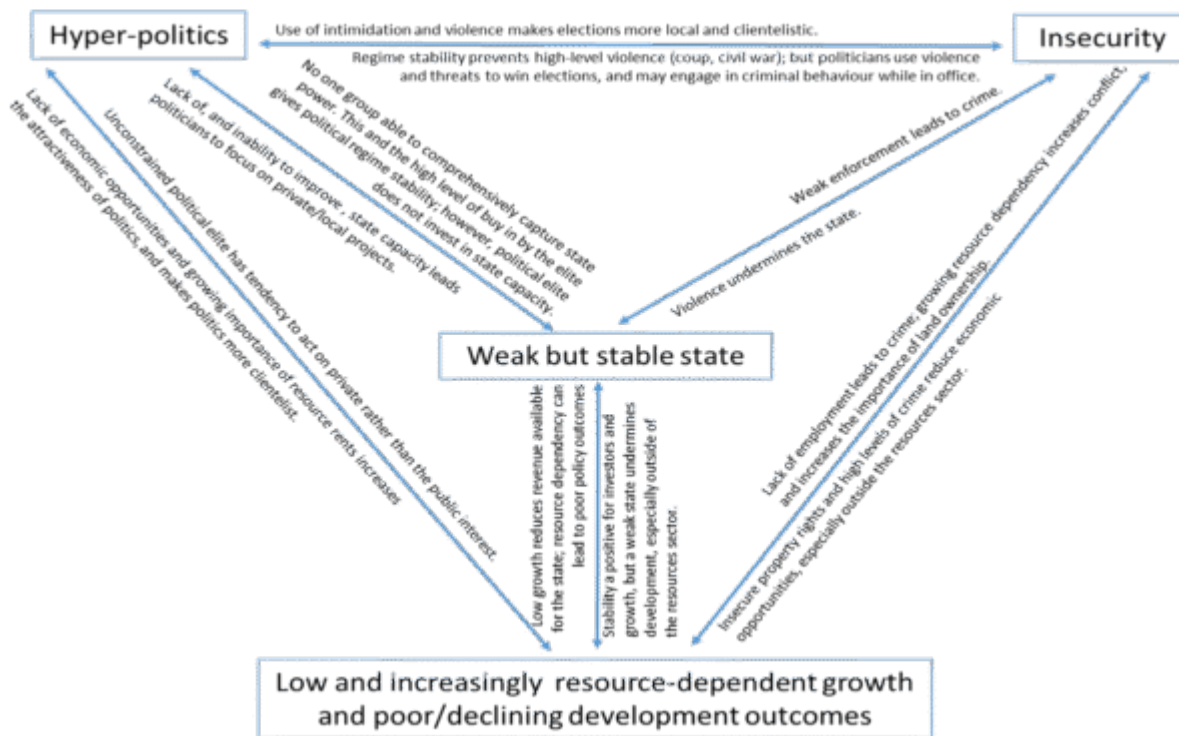 Hyper-politics
Use of intimidation and violence makes elections more local and clientelistic.
Insecurity
Regime stability prevents high-level violence (coup, civil war); but politicians use violence
and threats to win elections, and may engage in criminal behaviour while in office.
No one group able to comprehensively capture state
power. This and the high level of buy in by the elite
gives political regime stability; however, political elite
does not invest in state capacity.
Lack of, and inability to improve , state capacity leads
politicians to focus on private/local projects.
Unconstrained political elite has tendency to act on private rather than the public interest.
Lack of economic opportunities and growing importance of resource rents increases
the attractiveness of politics, and makes politics more clientelist.
Weak enforcement leads to crime.
Violence undermines the state.
Lack of employment leads to crime; growing resource dependency increases conflict,
and increases the importance of land ownership.
Insecure property rights and high levels of crime reduce economic
opportunities, especially outside the resources sector.
Weak but stable state
Low growth reduces revenue available
for the state; resource dependency can
lead to poor policy outcomes
Stability a positive for investors and
growth, but a weak state undermines
development, especially outside of
the resources sector.
Low and increasingly resource-dependent growth
and poor/declining development outcomes